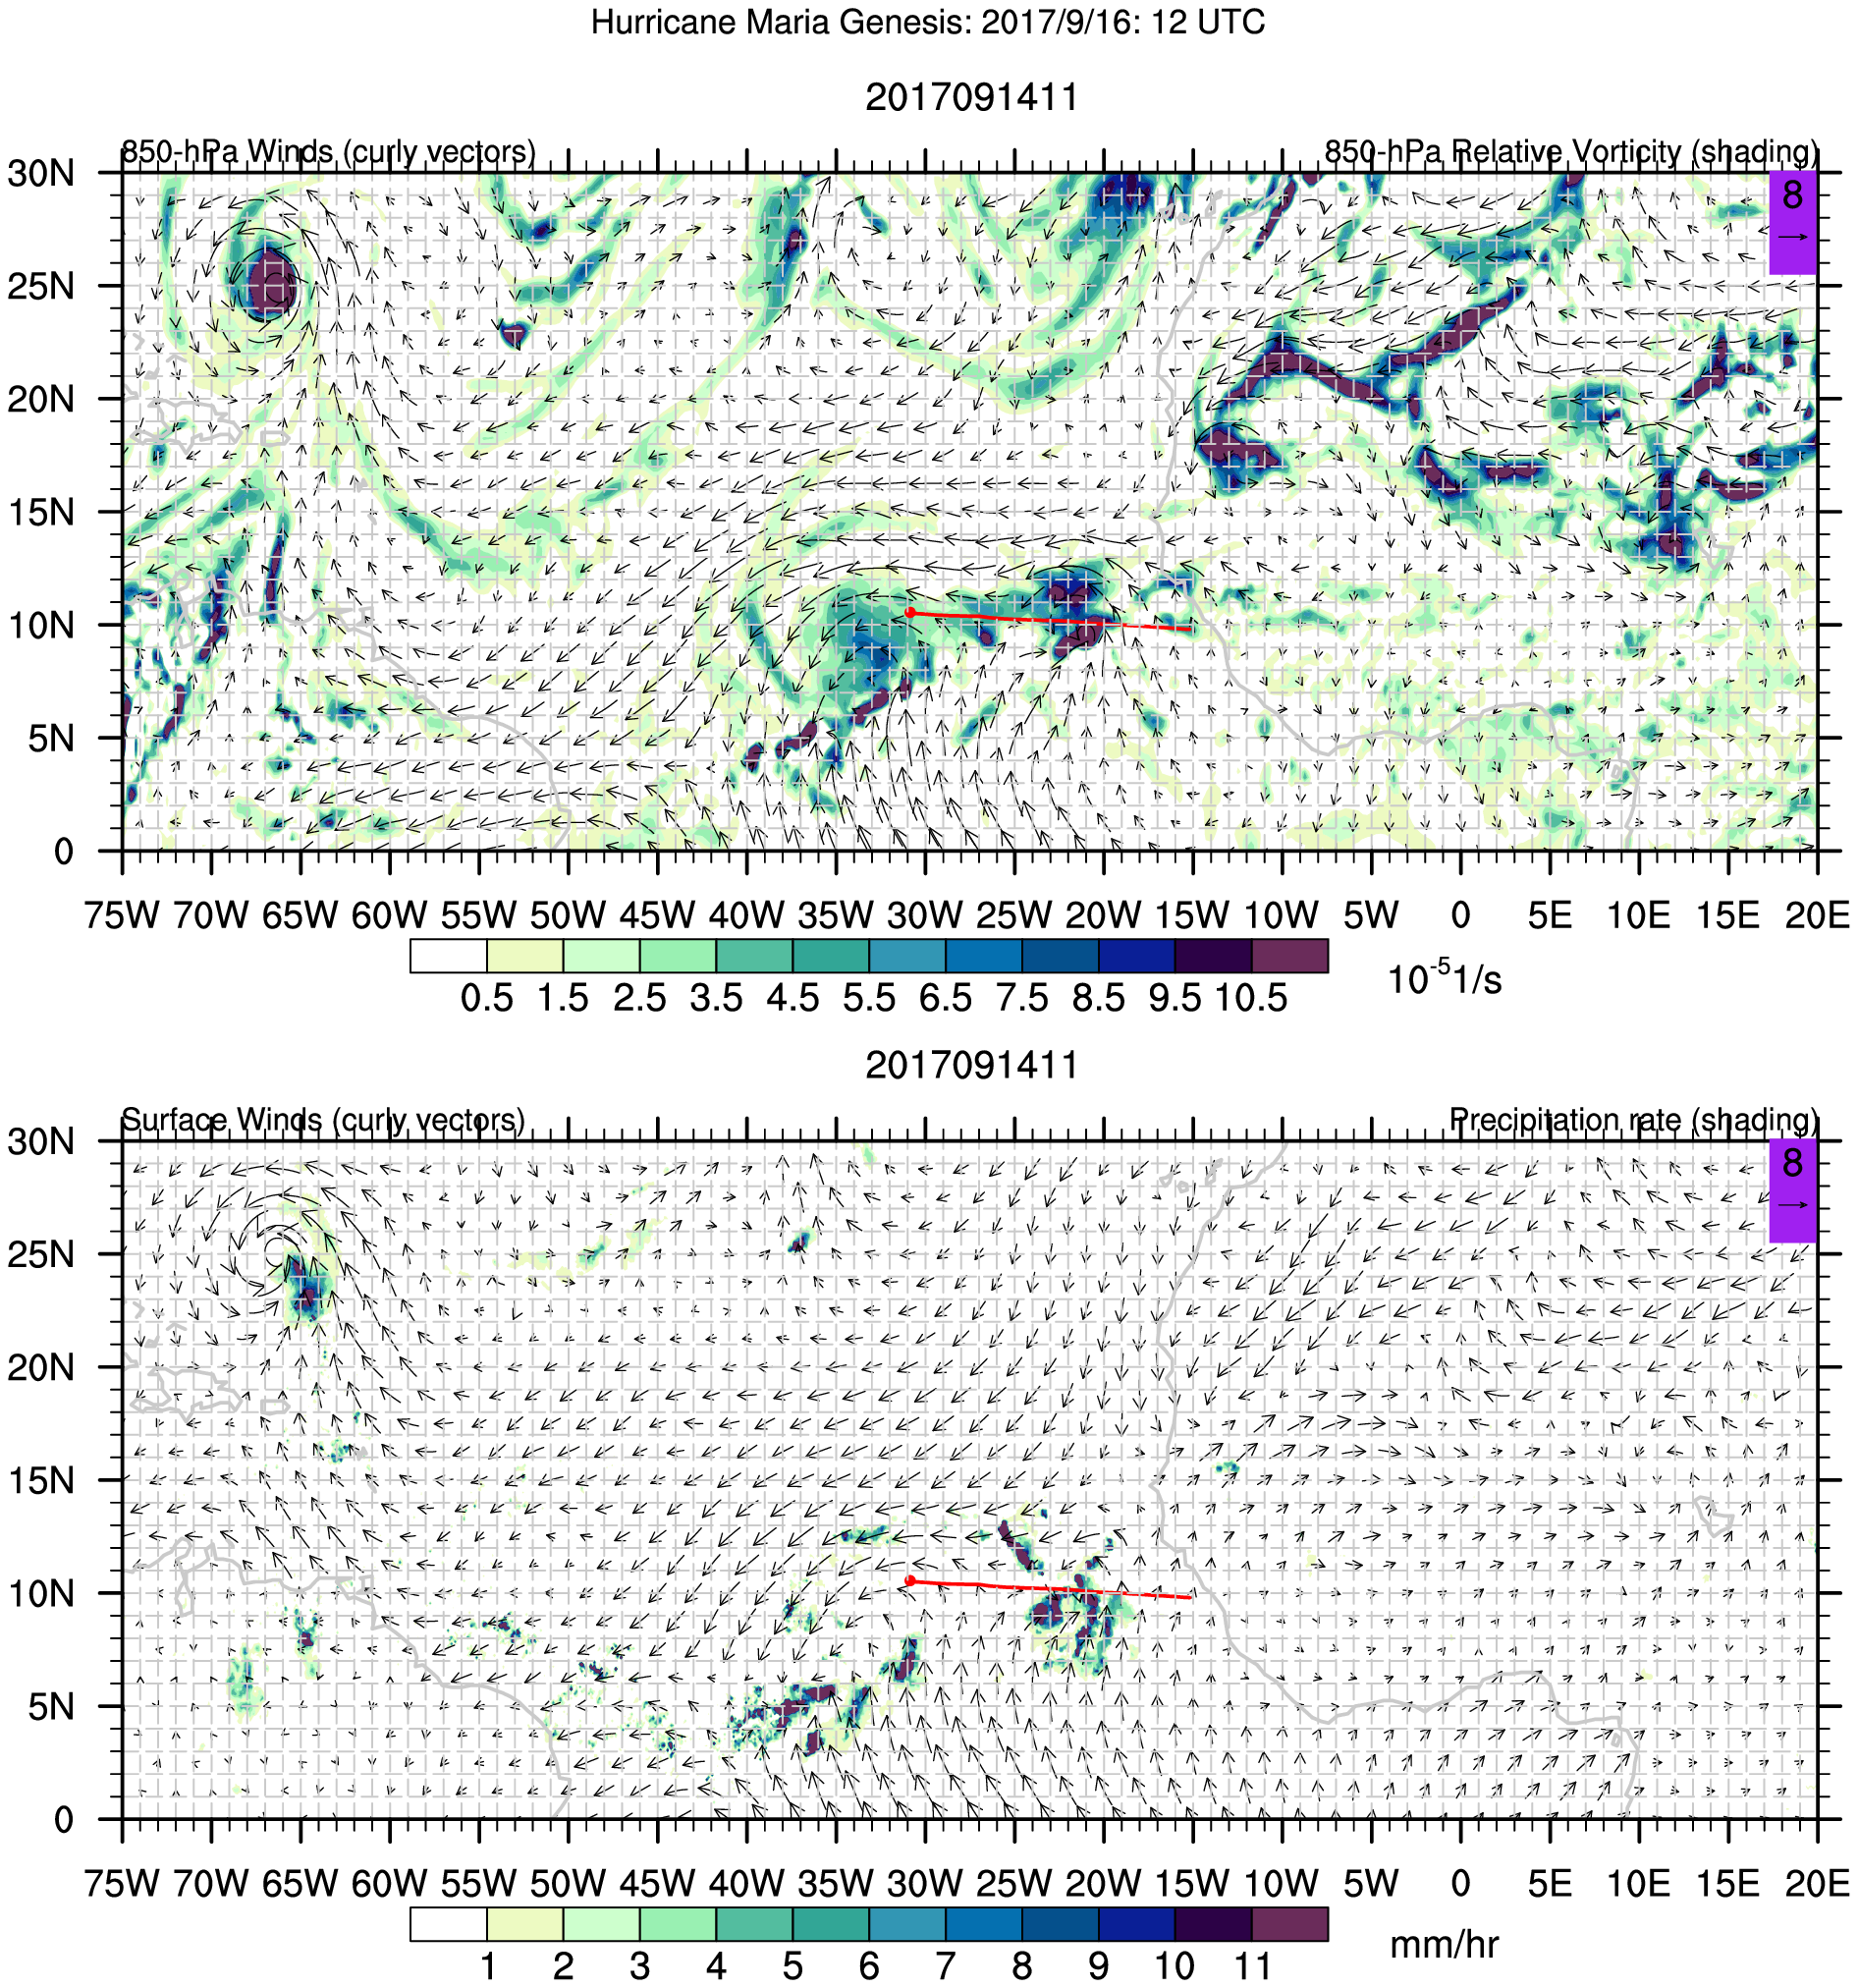 Hurricane Maria Genesis: 2017/9/16: 12 UTC
2017091411
850-hPa Winds (curly vectors) 850-hPa Relative Vorticity (shading)
8
30N
25N
20N
15N
10N
5N
0
75W 70W 65W 60W 55W 50W 45W 40W 35W 30W 25W 20W 15W 10W 5W 0 5E 10E 15E 20E
0.5 1.5 2.5 3.5 4.5 5.5 6.5 7.5 8.5 9.5 10.5
10⁻⁵1/s
2017091411
Surface Winds (curly vectors) Precipitation rate (shading)
8
30N
25N
20N
15N
10N
5N
0
75W 70W 65W 60W 55W 50W 45W 40W 35W 30W 25W 20W 15W 10W 5W 0 5E 10E 15E 20E
1 2 3 4 5 6 7 8 9 10 11
mm/hr